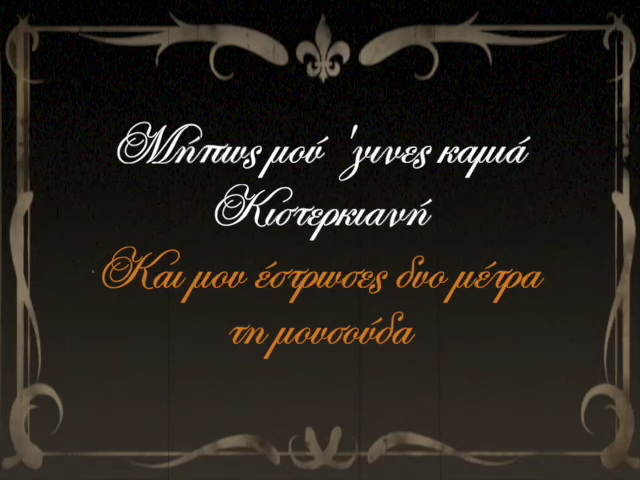 Μήπως μού 'γινες καμιά
Κιστερκιανή
Και μου έστρωσες δυο μέτρα
τη μουσούδα